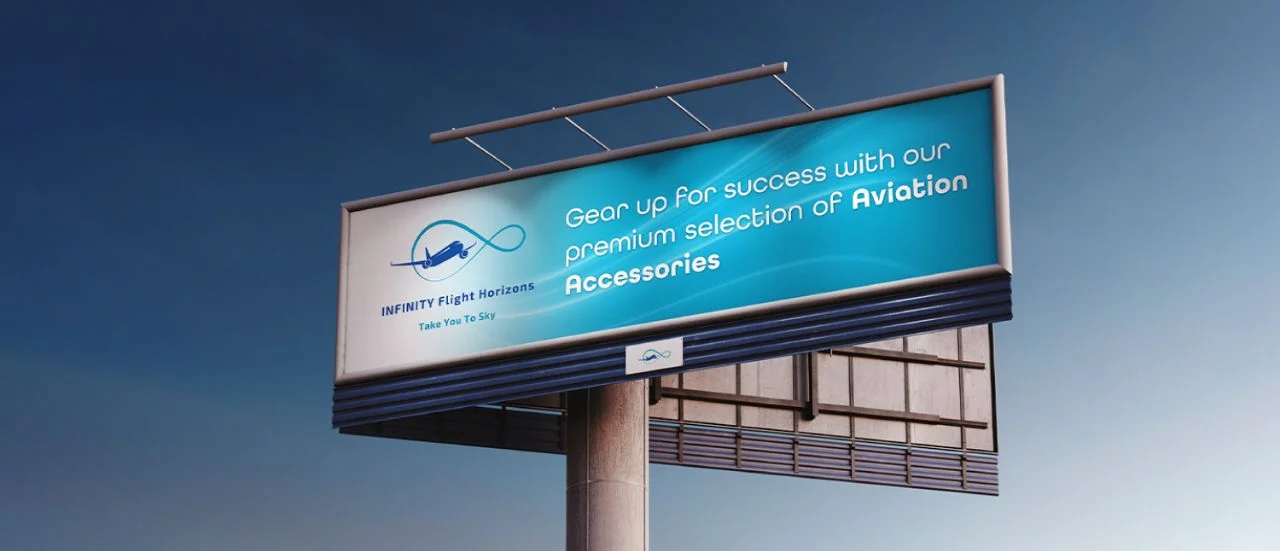 INFINITY Flight Horizons
Take You To Sky
Gear up for success with our
premium selection of Aviation
Accessories